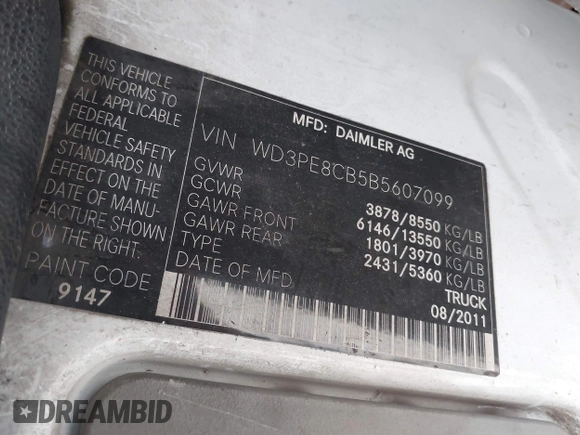 THIS VEHICLE
CONFORMS TO
ALL APPLICABLE
FEDERAL
VEHICLE SAFETY
STANDARDS IN
EFFECT ON THE
DATE OF MANU-
FACTURE SHOWN
ON THE RIGHT:
PAINT CODE
9147
MFD: DAIMLER AG
VIN WD3PE8CB5B5607099
GVWR 3878/8550 KG/LB
GCWR 6146/13550 KG/LB
GAWR FRONT 1801/3970 KG/LB
GAWR REAR 2431/5360 KG/LB
TYPE TRUCK
DATE OF MFD. 08/2011
DREAMBID